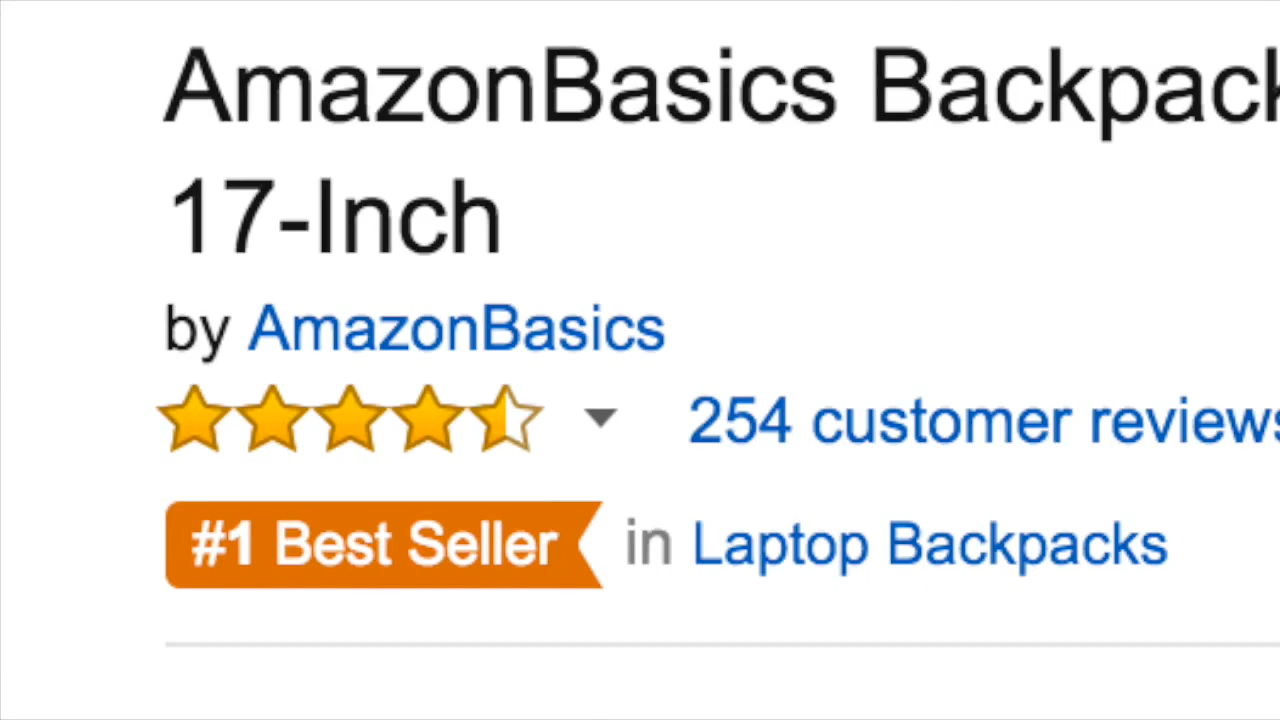 AmazonBasics Backpack
17-Inch
by AmazonBasics
254 customer reviews
#1 Best Seller in Laptop Backpacks